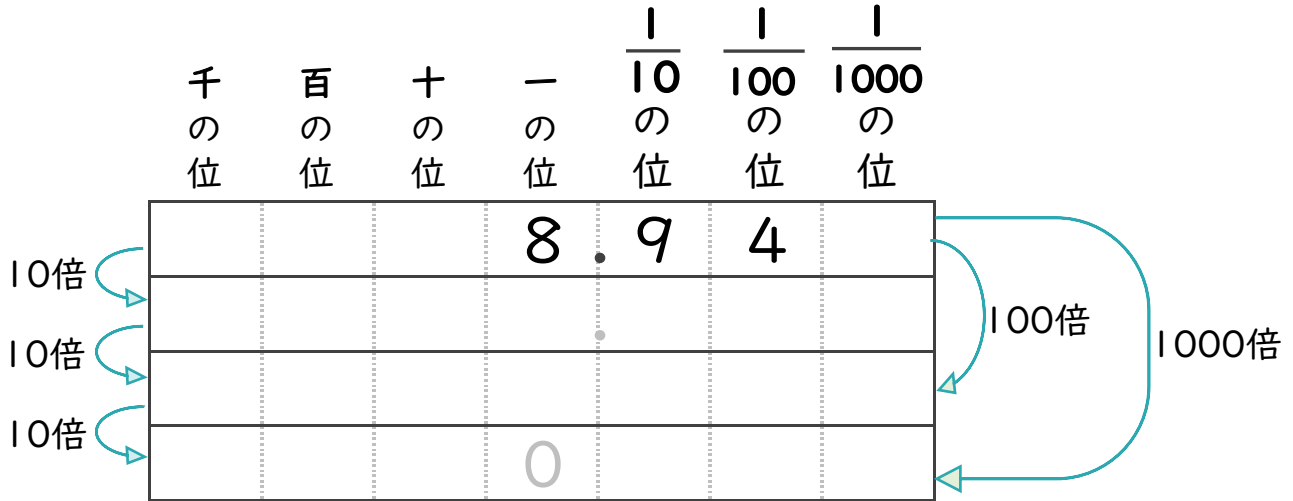 千の位 百の位 十の位 一の位 1/10の位 1/100の位 1/1000の位
8.94
10倍
.
100倍
10倍
1000倍
10倍
0